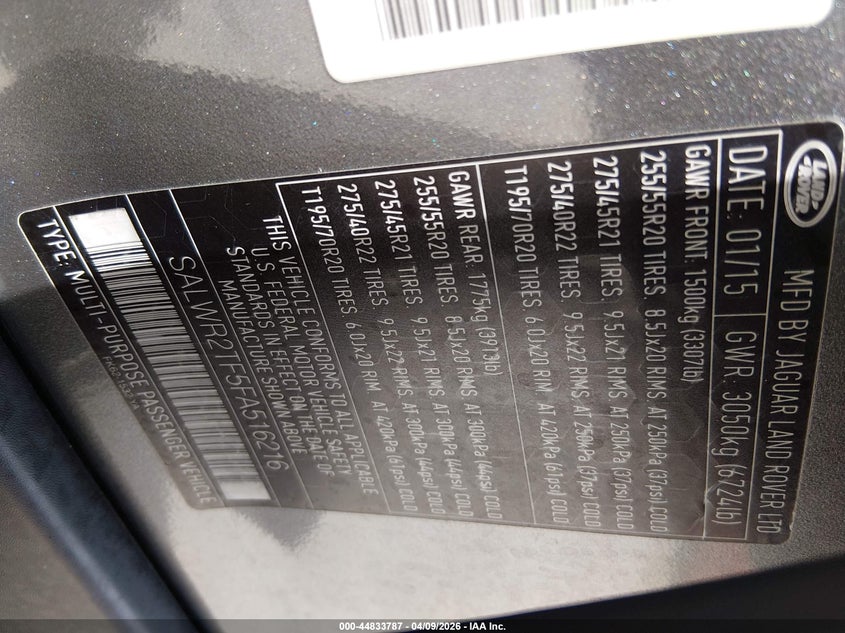 LAND ROVER
MFD BY JAGUAR LAND ROVER LTD
DATE: 01/15 GWR: 3050kg (6724lb)
GAWR FRONT: 1500kg (3307lb)
255/55R20 TIRES: 8.5Jx20 RIMS AT 250kPa (37psi) COLD
275/45R21 TIRES: 9.5Jx21 RIMS AT 250kPa (37psi) COLD
275/40R22 TIRES: 9.5Jx22 RIMS AT 250kPa (37psi) COLD
T195/70R20 TIRES: 6.0Jx20 RIM AT 420kPa (61psi) COLD
GAWR REAR: 1775kg (3913lb)
255/55R20 TIRES: 8.5Jx20 RIMS AT 300kPa (44psi) COLD
275/45R21 TIRES: 9.5Jx21 RIMS AT 300kPa (44psi) COLD
275/40R22 TIRES: 9.5Jx22 RIMS AT 300kPa (44psi) COLD
T195/70R20 TIRES: 6.0Jx20 RIM AT 420kPa (61psi) COLD
THIS VEHICLE CONFORMS TO ALL APPLICABLE
U.S. FEDERAL MOTOR VEHICLE SAFETY
STANDARDS IN EFFECT ON THE DATE OF
MANUFACTURE SHOWN ABOVE
SALWR2TF5FA516216
TYPE: MULTI-PURPOSE PASSENGER VEHICLE
000-44833787 - 04/09/2026 - IAA Inc.